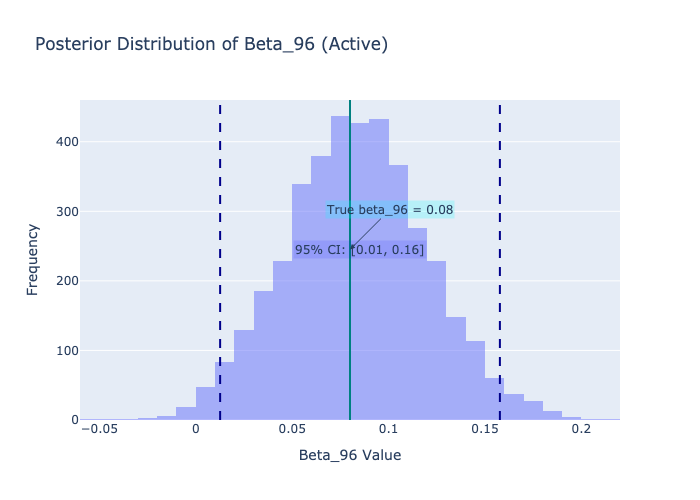 Posterior Distribution of Beta_96 (Active)
400
300
200
100
0
Frequency
True beta_96 = 0.08
95% CI: [0.01, 0.16]
−0.05
0
0.05
0.1
0.15
0.2
Beta_96 Value